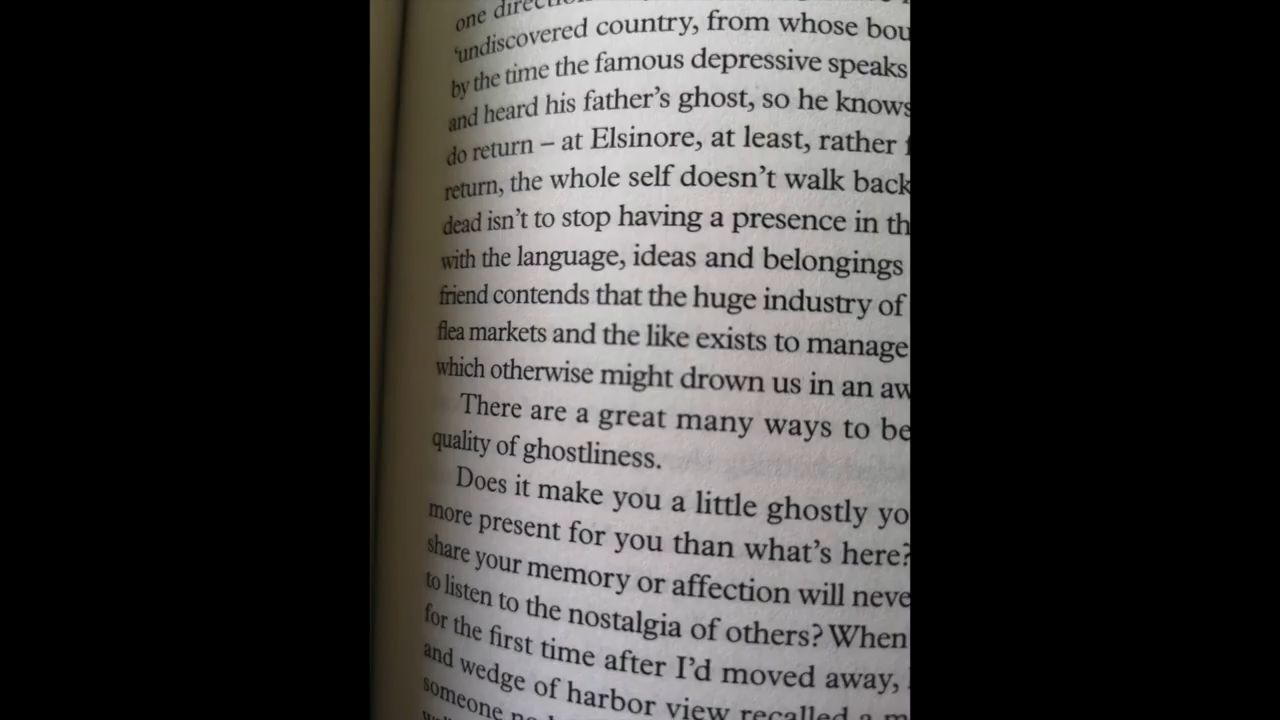 one
'undiscovered country, from whose bou
by the time the famous depressive speaks
and heard his father's ghost, so he knows
do return – at Elsinore, at least, rather
return, the whole self doesn't walk back
dead isn't to stop having a presence in th
with the language, ideas and belongings
friend contends that the huge industry of
flea markets and the like exists to manage
which otherwise might drown us in an aw
There are a great many ways to be
quality of ghostliness.
Does it make you a little ghostly yo
more present for you than what's here?
share your memory or affection will neve
to listen to the nostalgia of others? When
for the first time after I'd moved away,
and wedge of harbor view recalled a m
someone